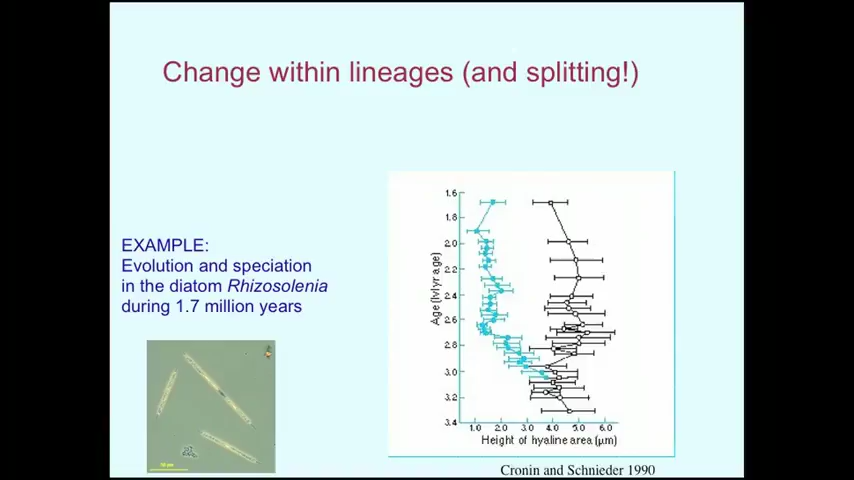 Change within lineages (and splitting!)
EXAMPLE:
Evolution and speciation
in the diatom Rhizosolenia
during 1.7 million years
1.6
1.8
2.0
2.2
2.4
2.6
2.8
3.0
3.2
3.4
Age (Myr age)
1.0 2.0 3.0 4.0 5.0 6.0
Height of hyaline area (μm)
Cronin and Schnieder 1990